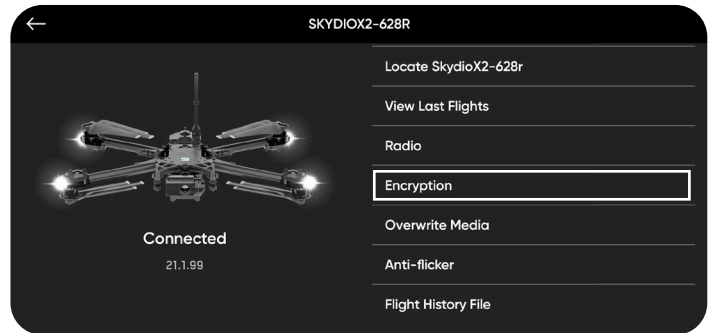 SKYDIOX2-628R
Locate SkydioX2-628r
View Last Flights
Radio
Encryption
Overwrite Media
Anti-flicker
Flight History File
Connected
21.1.99